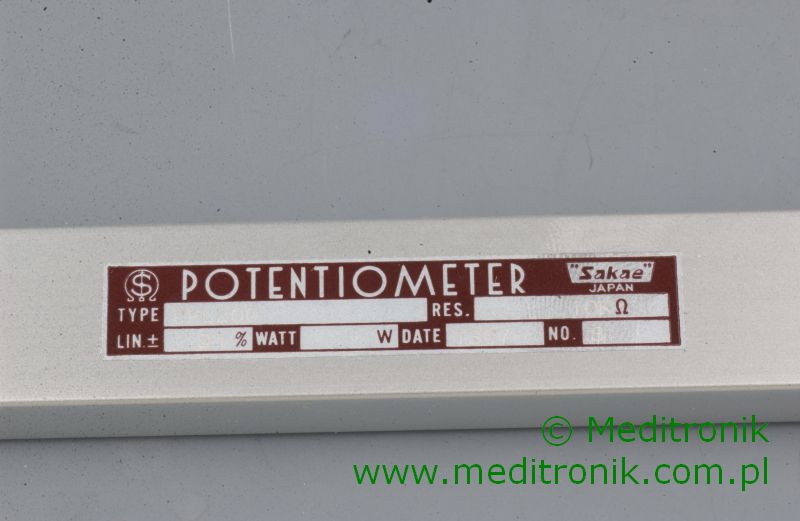 POTENTIOMETER "Sakae"
JAPAN
TYPE RES. Ω
LIN.± % WATT W DATE NO.
© Meditronik
www.meditronik.com.pl